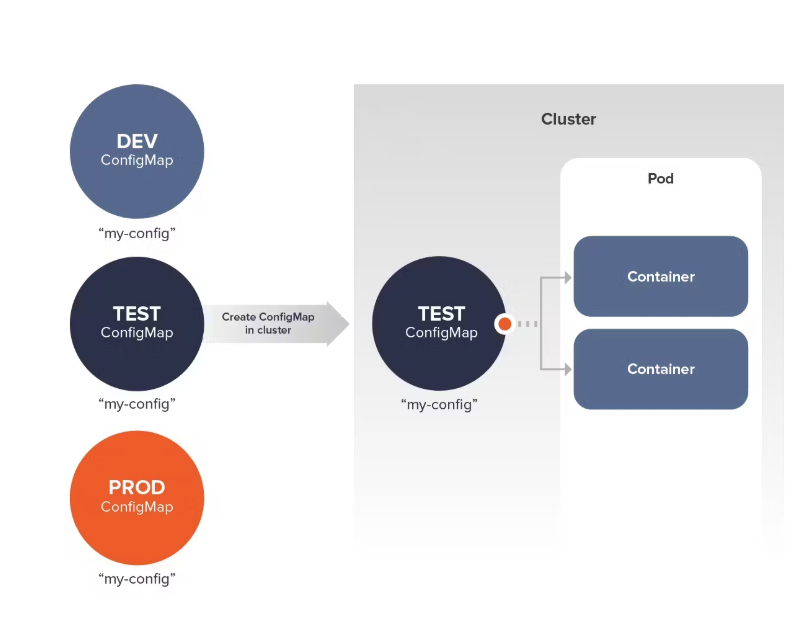 DEV
ConfigMap
“my-config”
TEST
ConfigMap
“my-config”
PROD
ConfigMap
“my-config”
Create ConfigMap
in cluster
Cluster
TEST
ConfigMap
“my-config”
Pod
Container
Container